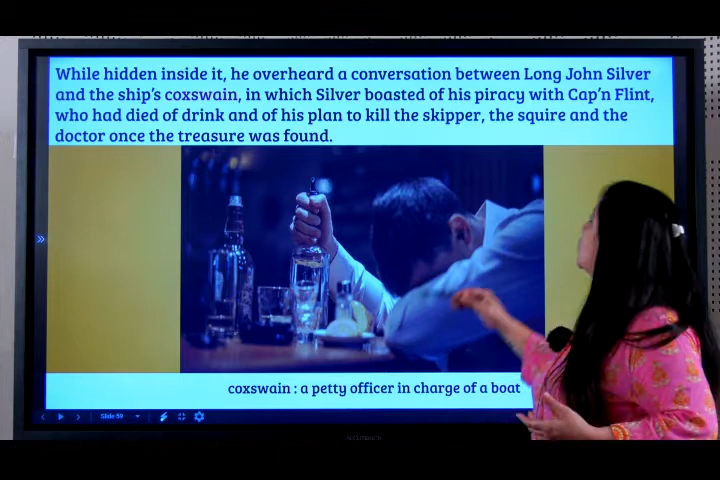 While hidden inside it, he overheard a conversation between Long John Silver
and the ship's coxswain, in which Silver boasted of his piracy with Cap'n Flint,
who had died of drink and of his plan to kill the skipper, the squire and the
doctor once the treasure was found.
coxswain : a petty officer in charge of a boat
Slide 59